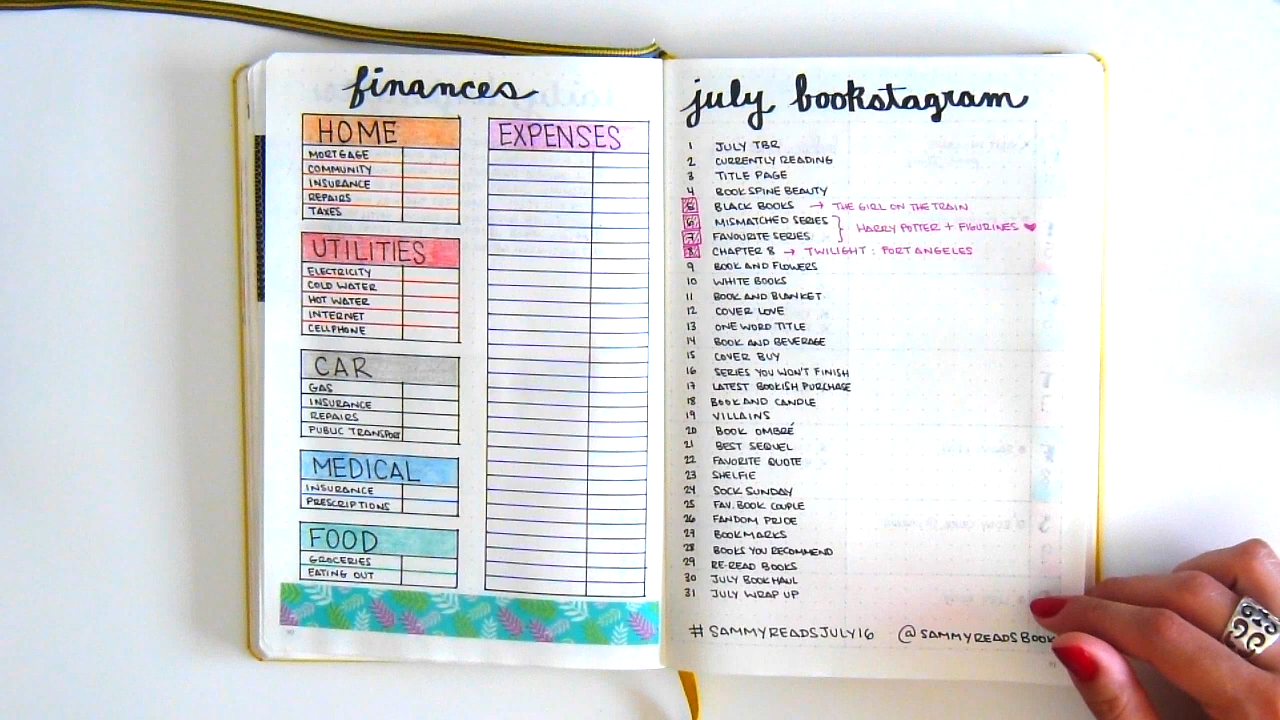 finances
HOME
MORTGAGE
COMMUNITY
INSURANCE
REPAIRS
TAXES
UTILITIES
ELECTRICITY
COLD WATER
HOT WATER
INTERNET
CELLPHONE
CAR
GAS
INSURANCE
REPAIRS
PUBLIC TRANSPORT
MEDICAL
INSURANCE
PRESCRIPTIONS
FOOD
GROCERIES
EATING OUT
EXPENSES
july bookstagram
1 JULY TBR
2 CURRENTLY READING
3 TITLE PAGE
4 BOOK SPINE BEAUTY
5 BLACK BOOKS → THE GIRL ON THE TRAIN
6 MISMATCHED SERIES
7 FAVOURITE SERIES } HARRY POTTER + FIGURINES ♥
8 CHAPTER 8 → TWILIGHT : PORT ANGELES
9 BOOK AND FLOWERS
10 WHITE BOOKS
11 BOOK AND BLANKET
12 COVER LOVE
13 ONE WORD TITLE
14 BOOK AND BEVERAGE
15 COVER BUY
16 SERIES YOU WON'T FINISH
17 LATEST BOOKISH PURCHASE
18 BOOK AND CANDLE
19 VILLAINS
20 BOOK OMBRÉ
21 BEST SEQUEL
22 FAVORITE QUOTE
23 SHELFIE
24 SOCK SUNDAY
25 FAV. BOOK COUPLE
26 FANDOM PRIDE
27 BOOKMARKS
28 BOOKS YOU RECOMMEND
29 RE-READ BOOKS
30 JULY BOOK HAUL
31 JULY WRAP UP
# SAMMYREADSJULY16 @SAMMYREADSBOOK